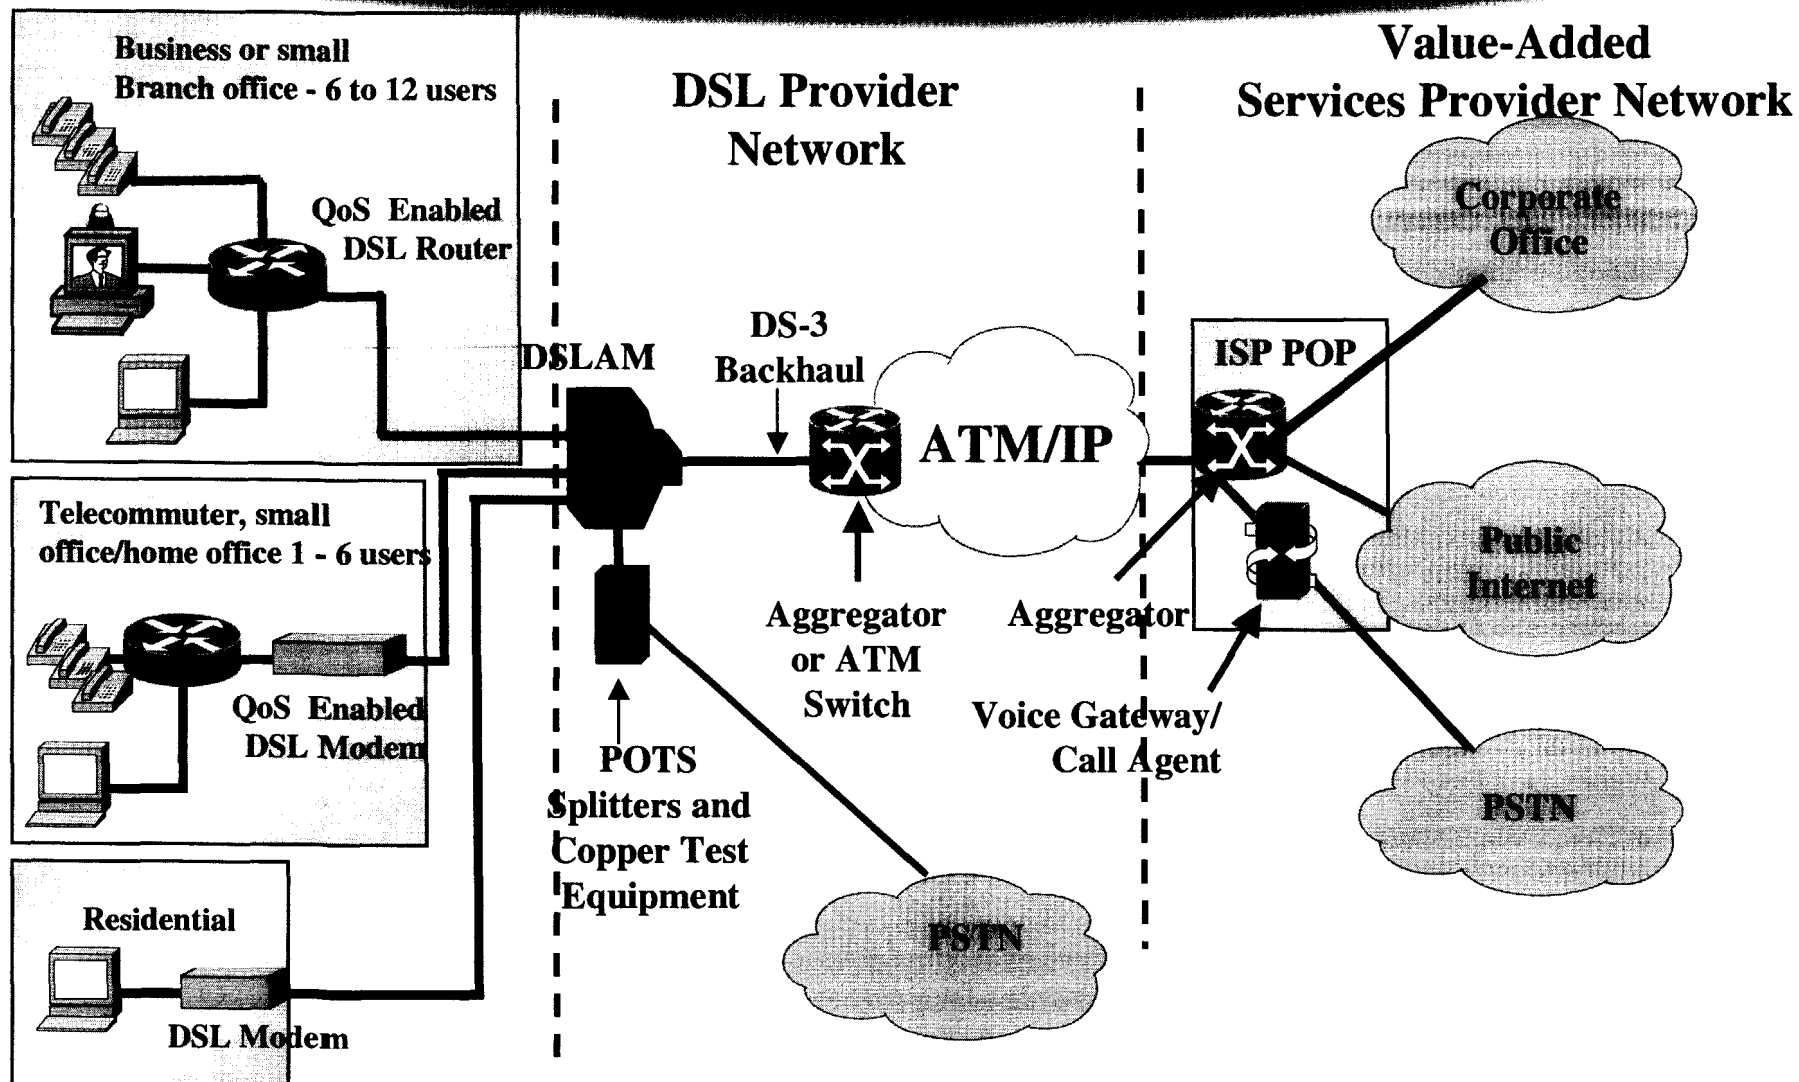 Business or small
Branch office - 6 to 12 users
QoS Enabled
DSL Router
Telecommuter, small
office/home office 1 - 6 users
QoS Enabled
DSL Modem
Residential
DSL Modem
DSL Provider
Network
DSLAM
DS-3
Backhaul
ATM/IP
Aggregator
or ATM
Switch
POTS
Splitters and
Copper Test
Equipment
PSTN
Value-Added
Services Provider Network
Corporate
Office
ISP POP
Public
Internet
Aggregator
Voice Gateway/
Call Agent
PSTN